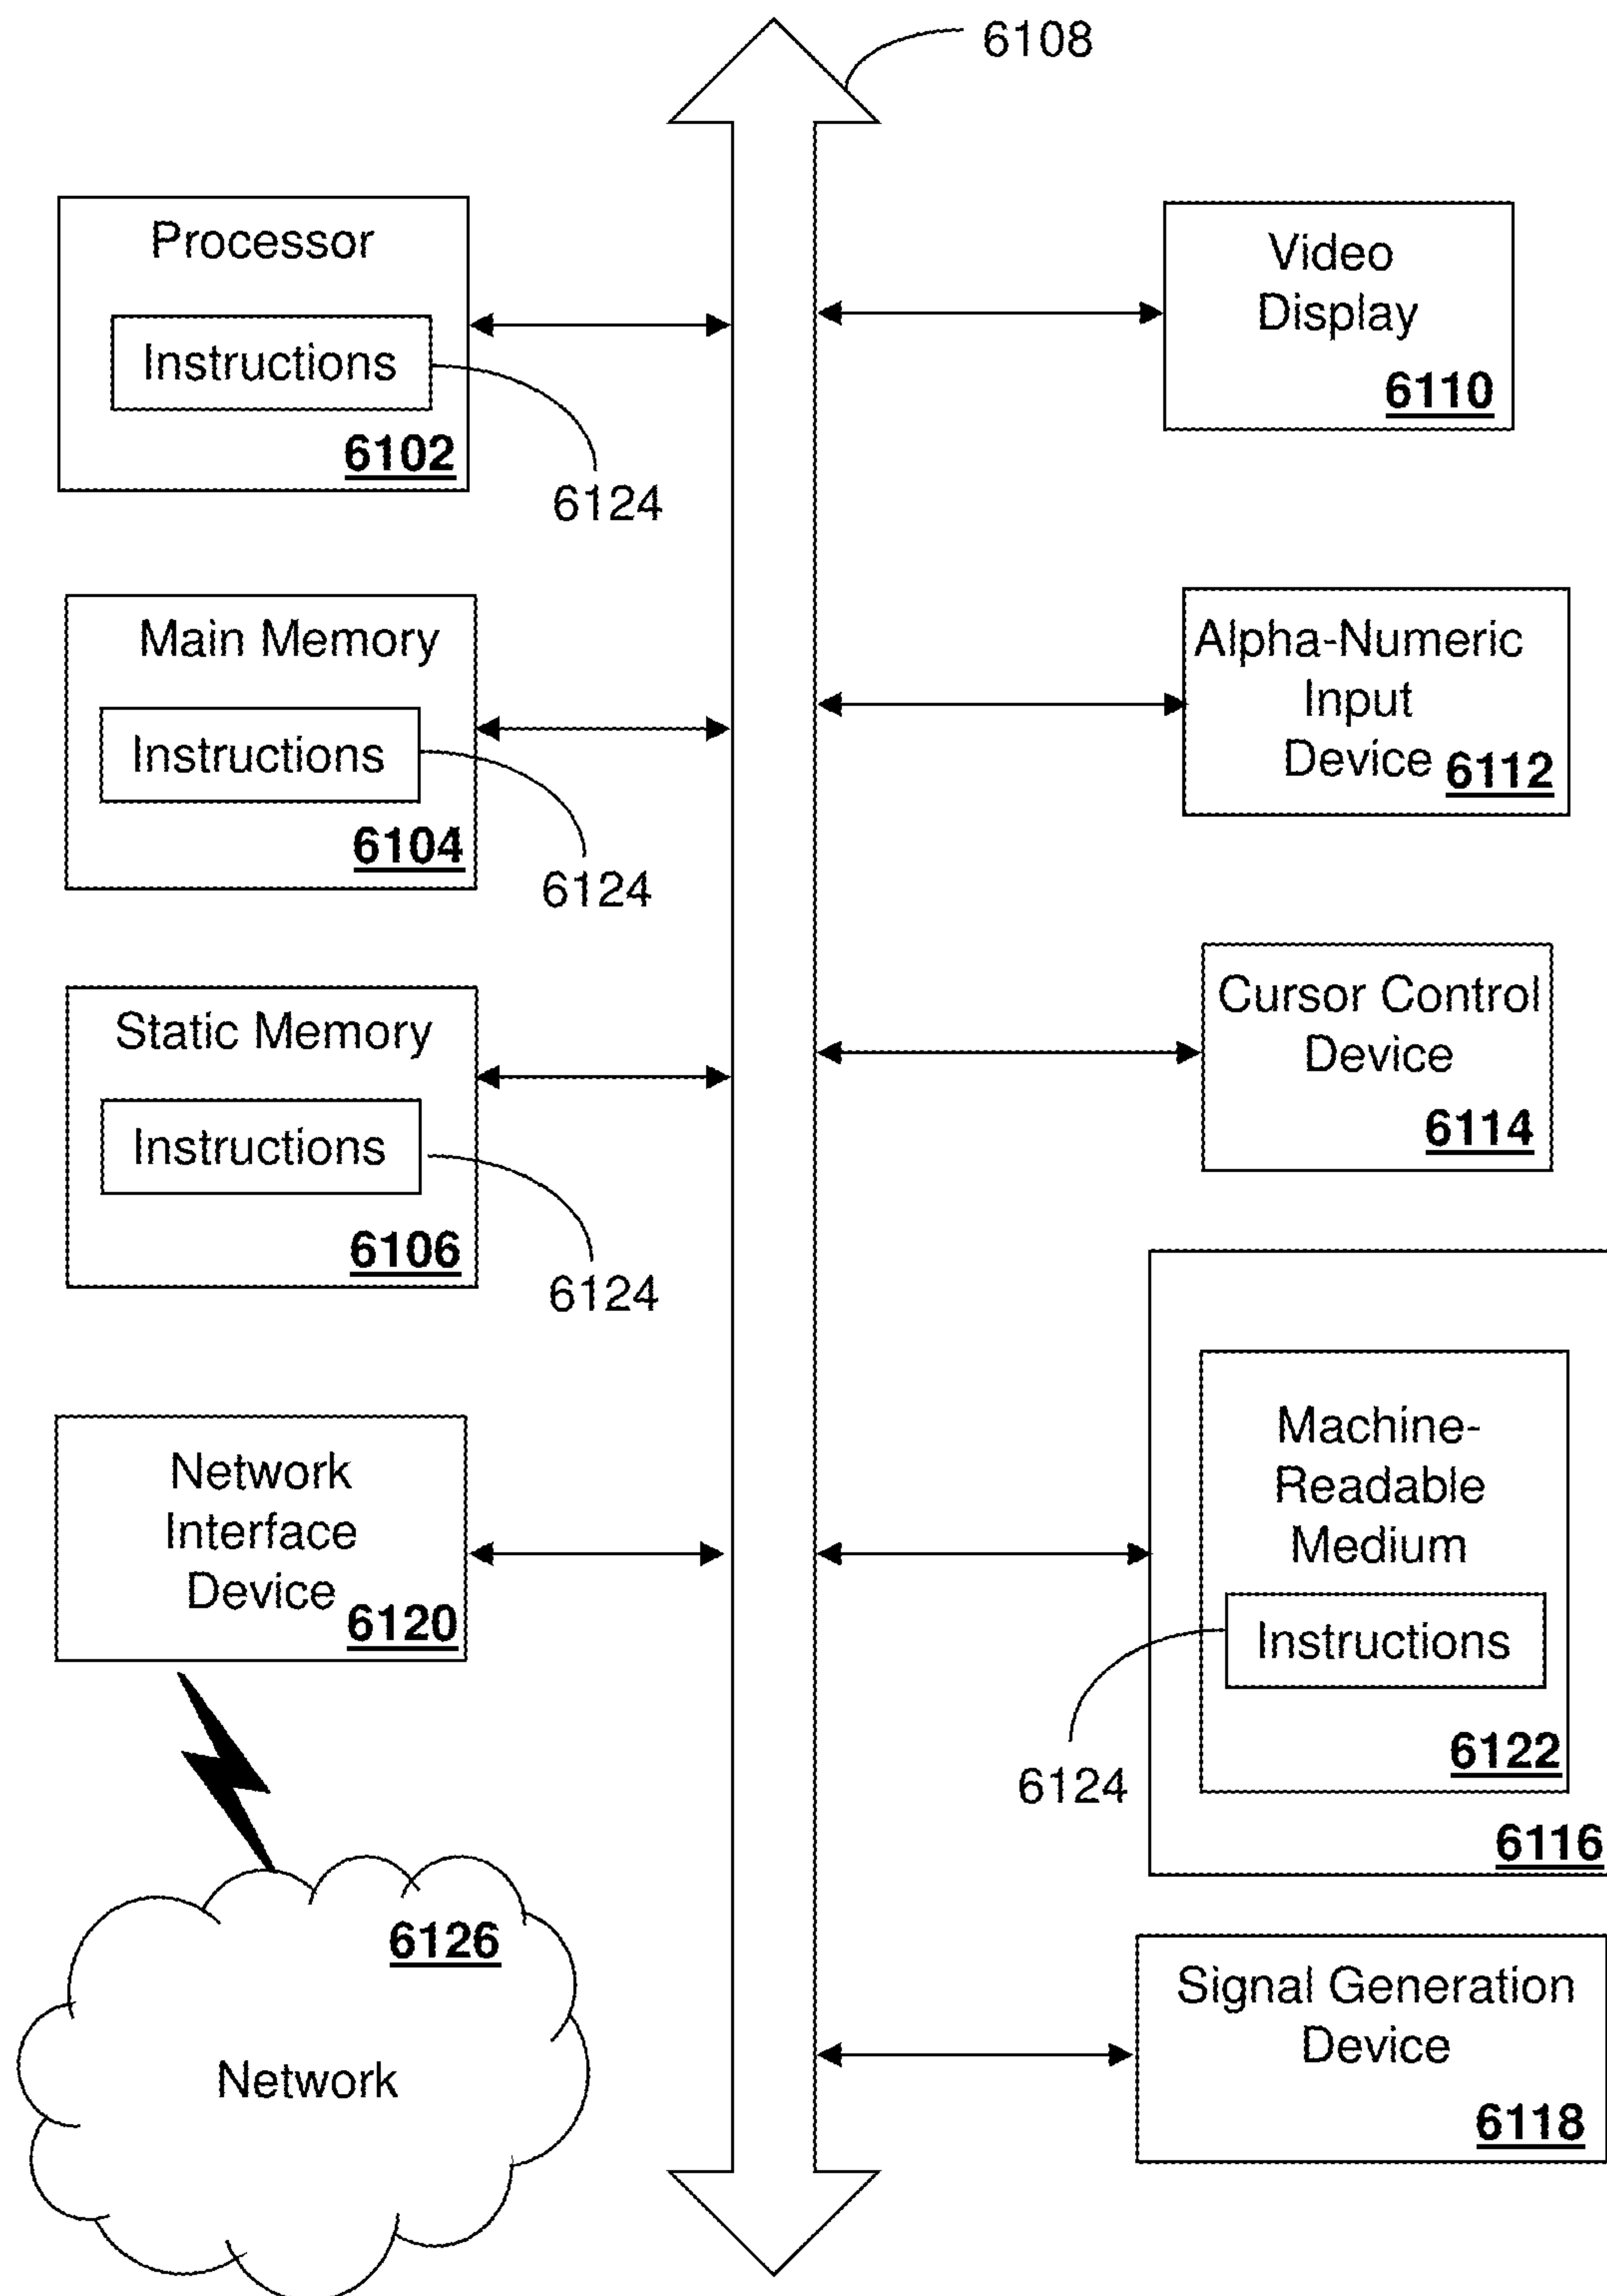 6108
Processor
Instructions
6102
6124
Main Memory
Instructions
6104
6124
Static Memory
Instructions
6106
6124
Network
Interface
Device
6120
6126
Network
Video
Display
6110
Alpha-Numeric
Input
Device 6112
Cursor Control
Device
6114
Machine-
Readable
Medium
Instructions
6122
6124
6116
Signal Generation
Device
6118